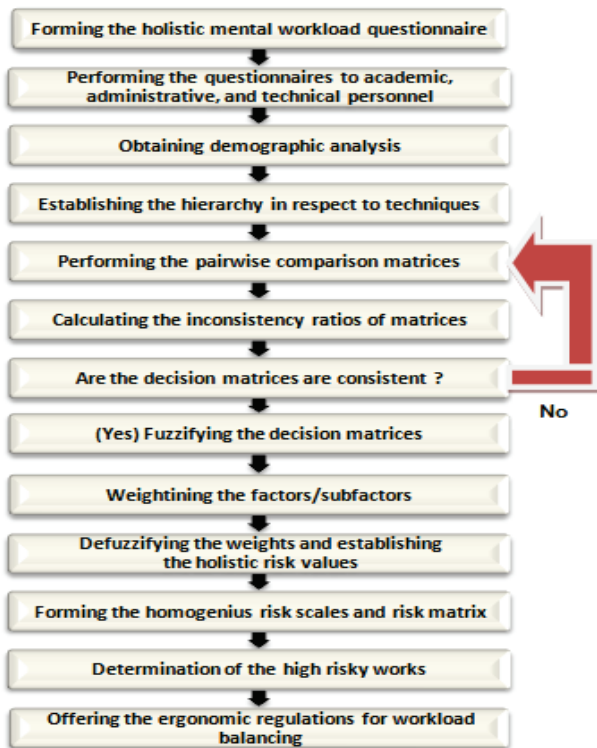 Forming the holistic mental workload questionnaire
Performing the questionnaires to academic,
administrative, and technical personnel
Obtaining demographic analysis
Establishing the hierarchy in respect to techniques
Performing the pairwise comparison matrices
Calculating the inconsistency ratios of matrices
Are the decision matrices are consistent ?
No
(Yes) Fuzzifying the decision matrices
Weightining the factors/subfactors
Defuzzifying the weights and establishing
the holistic risk values
Forming the homogenius risk scales and risk matrix
Determination of the high risky works
Offering the ergonomic regulations for workload
balancing